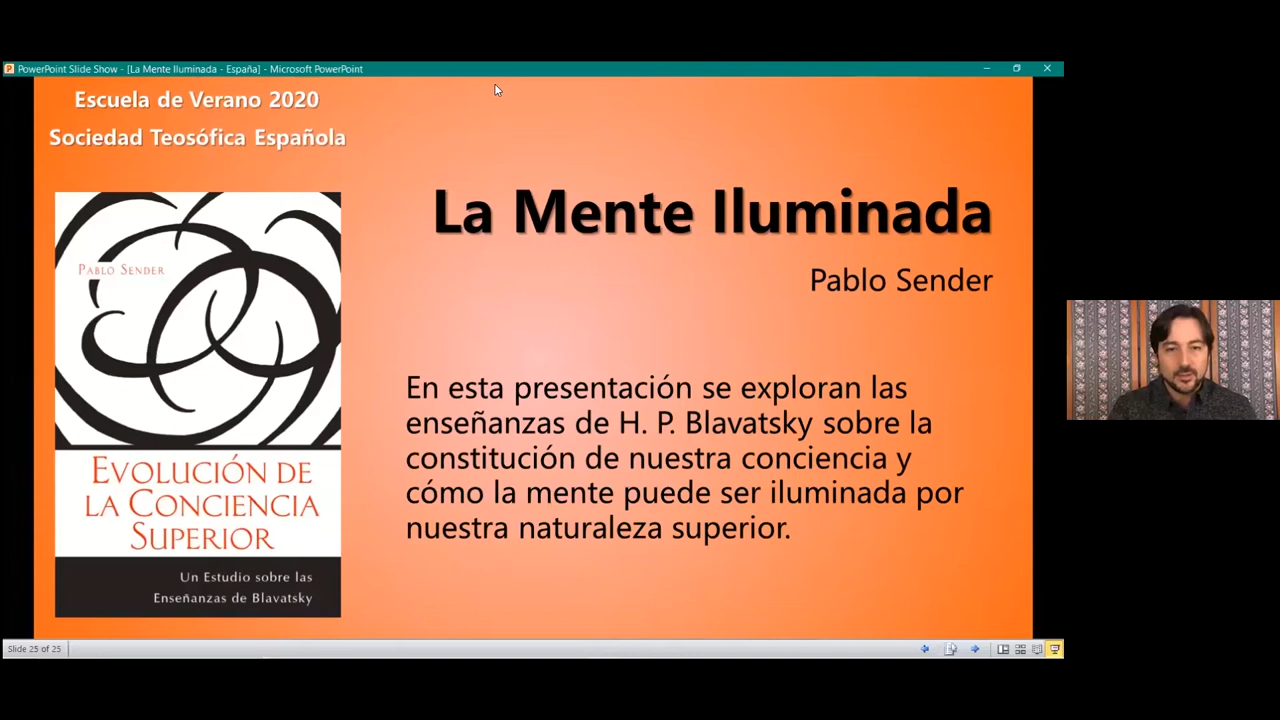 PowerPoint Slide Show - [La Mente Iluminada - España] - Microsoft PowerPoint
Escuela de Verano 2020
Sociedad Teosófica Española
La Mente Iluminada
Pablo Sender
PABLO SENDER
EVOLUCIÓN DE
LA CONCIENCIA
SUPERIOR
Un Estudio sobre las
Enseñanzas de Blavatsky
En esta presentación se exploran las
enseñanzas de H. P. Blavatsky sobre la
constitución de nuestra conciencia y
cómo la mente puede ser iluminada por
nuestra naturaleza superior.
Slide 25 of 25